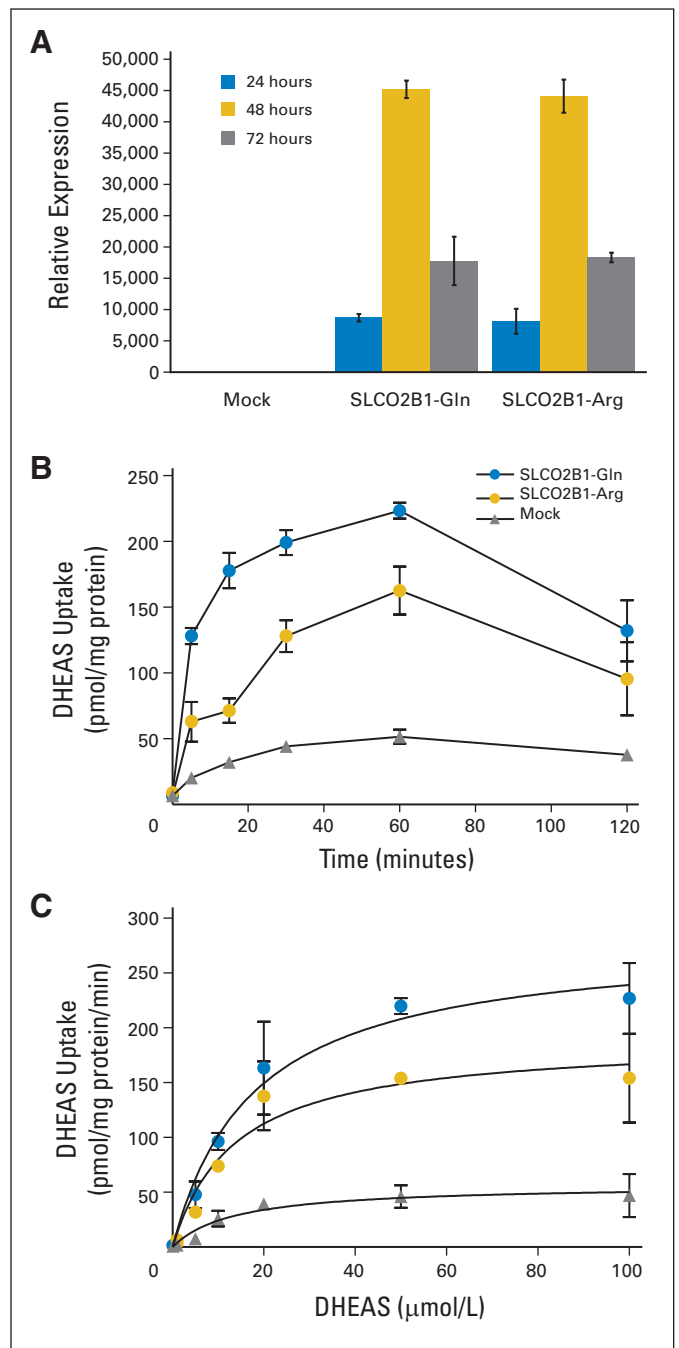 A
50,000
45,000
40,000
35,000
30,000
25,000
20,000
15,000
10,000
5,000
0
Relative Expression
24 hours
48 hours
72 hours
Mock SLCO2B1-Gln SLCO2B1-Arg
B
250
200
150
100
50
0 20 40 60 80 100 120
DHEAS Uptake
(pmol/mg protein)
SLCO2B1-Gln
SLCO2B1-Arg
Mock
Time (minutes)
C
300
250
200
150
100
50
0 20 40 60 80 100
DHEAS Uptake
(pmol/mg protein/min)
DHEAS (μmol/L)